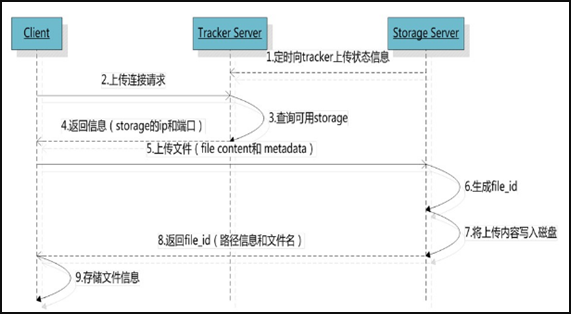 Client
Tracker Server
Storage Server
1.定时向tracker上传状态信息
2.上传连接请求
3.查询可用storage
4.返回信息（storage的ip和端口）
5.上传文件（file content和 metadata）
6.生成file_id
7.将上传内容写入磁盘
8.返回file_id（路径信息和文件名）
9.存储文件信息